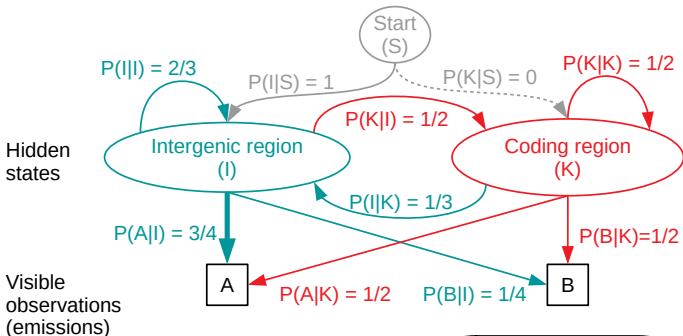 Start
(S)
P(I|I) = 2/3
P(I|S) = 1
P(K|S) = 0
P(K|K) = 1/2
P(K|I) = 1/2
Hidden
states
Intergenic region
(I)
Coding region
(K)
P(I|K) = 1/3
P(A|I) = 3/4
P(B|K)=1/2
Visible
observations
(emissions)
A
B
P(A|K) = 1/2
P(B|I) = 1/4